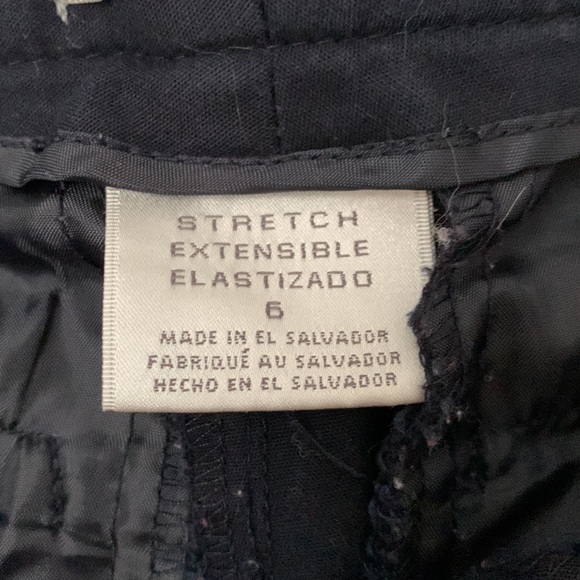 STRETCH
EXTENSIBLE
ELASTIZADO
6
MADE IN EL SALVADOR
FABRIQUÉ AU SALVADOR
HECHO EN EL SALVADOR